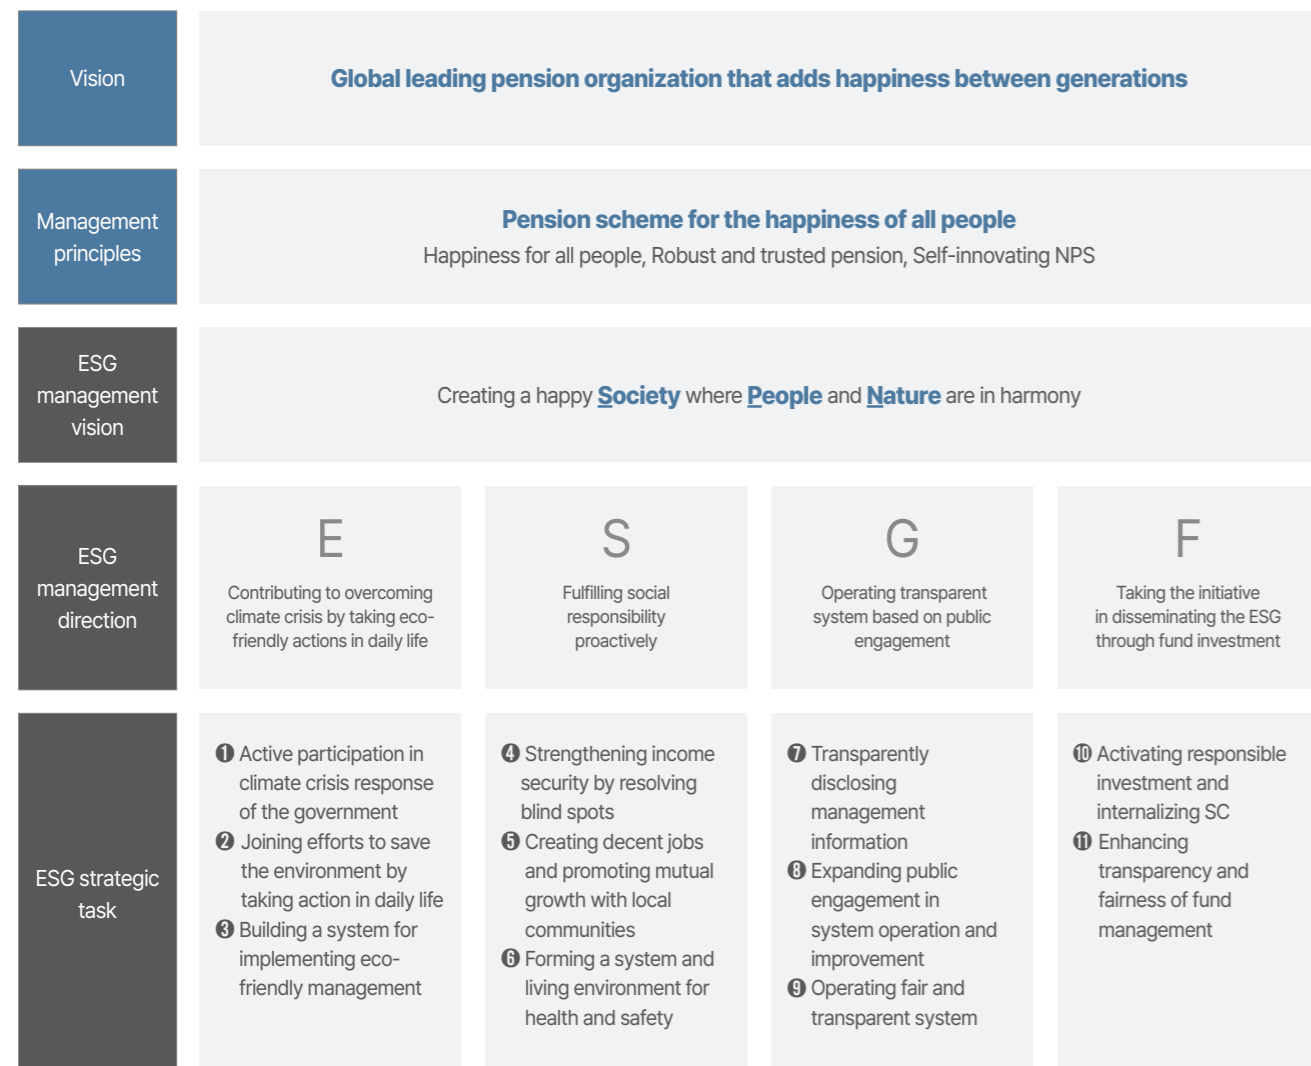 Vision
Global leading pension organization that adds happiness between generations
Management
principles
Pension scheme for the happiness of all people
Happiness for all people, Robust and trusted pension, Self-innovating NPS
ESG
management
vision
Creating a happy Society where People and Nature are in harmony
ESG
management
direction
E
Contributing to overcoming
climate crisis by taking eco-
friendly actions in daily life
S
Fulfilling social
responsibility
proactively
G
Operating transparent
system based on public
engagement
F
Taking the initiative
in disseminating the ESG
through fund investment
ESG strategic
task
❶ Active participation in
climate crisis response
of the government
❷ Joining efforts to save
the environment by
taking action in daily life
❸ Building a system for
implementing eco-
friendly management
❹ Strengthening income
security by resolving
blind spots
❺ Creating decent jobs
and promoting mutual
growth with local
communities
❻ Forming a system and
living environment for
health and safety
❼ Transparently
disclosing
management
information
❽ Expanding public
engagement in
system operation and
improvement
❾ Operating fair and
transparent system
❿ Activating responsible
investment and
internalizing SC
⓫ Enhancing
transparency and
fairness of fund
management